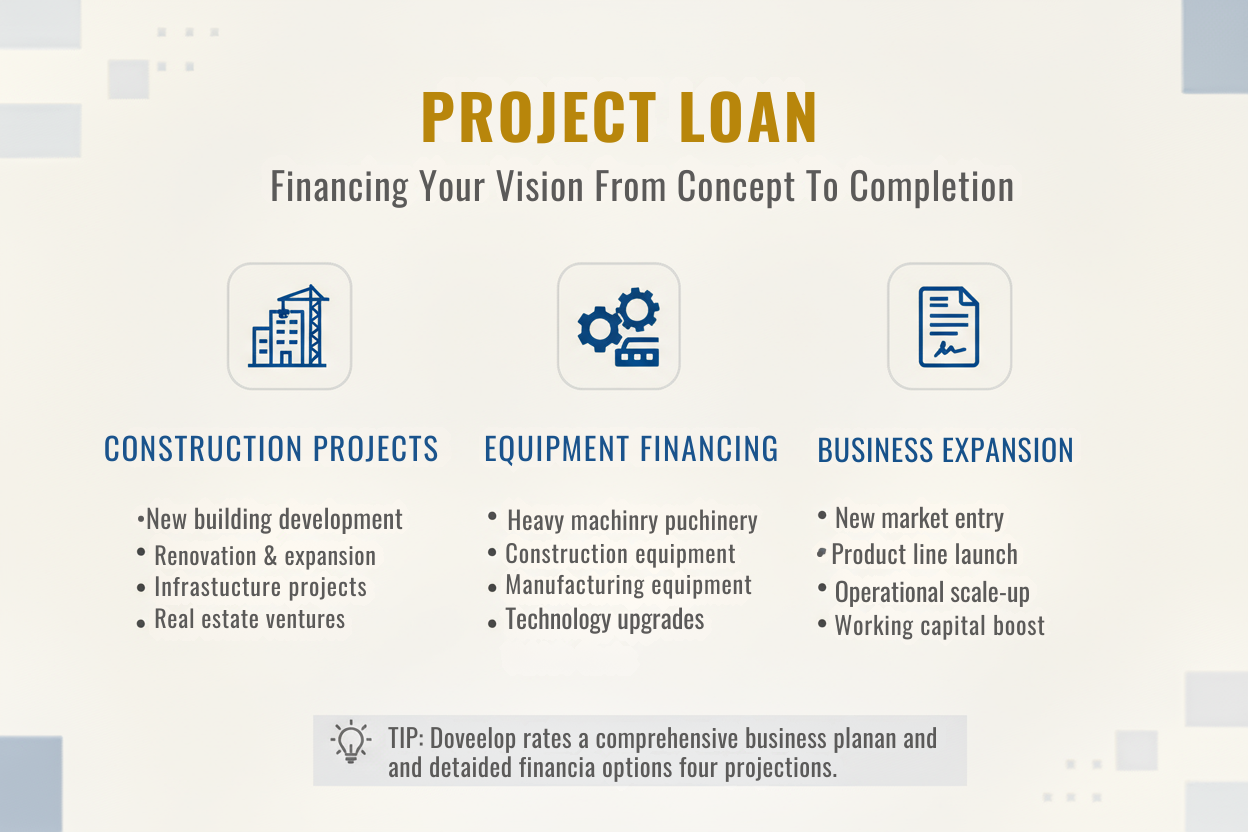 PROJECT LOAN
Financing Your Vision From Concept To Completion
CONSTRUCTION PROJECTS
•New building development
• Renovation & expansion
• Infrastucture projects
• Real estate ventures
EQUIPMENT FINANCING
• Heavy machinry puchinery
• Construction equipment
• Manufacturing equipment
• Technology upgrades
BUSINESS EXPANSION
• New market entry
• Product line launch
• Operational scale-up
• Working capital boost
TIP: Doveelop rates a comprehensive business planan and
and detaided financia options four projections.